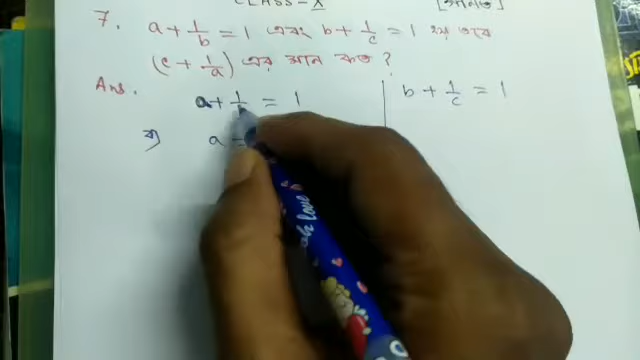 CLASS-X
7. a + 1/b = 1 এবং b + 1/c = 1 হয় তবে
(c + 1/a) এর মান কত ?
Ans. a + 1/b = 1
b + 1/c = 1
বা, a =